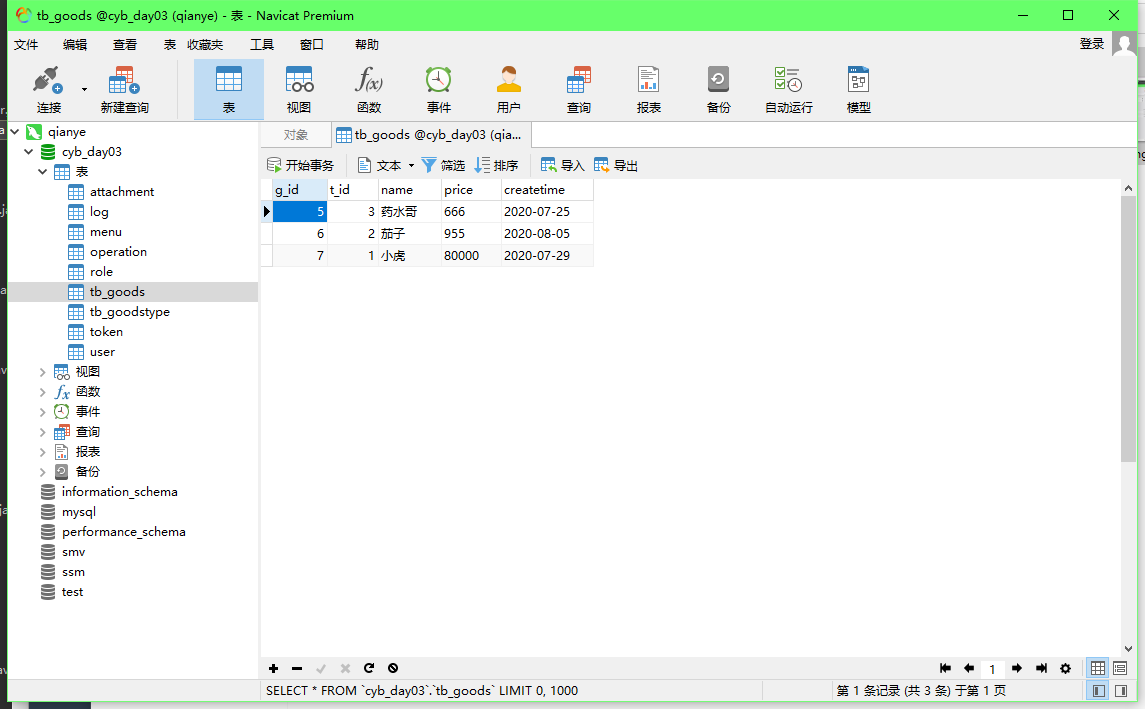 tb_goods @cyb_day03 (qianye) - 表 - Navicat Premium
文件 编辑 查看 表 收藏夹 工具 窗口 帮助 登录
连接 新建查询 表 视图 函数 事件 用户 查询 报表 备份 自动运行 模型
qianye
cyb_day03
表
attachment
log
menu
operation
role
tb_goods
tb_goodstype
token
user
视图
函数
事件
查询
报表
备份
information_schema
mysql
performance_schema
smv
ssm
test
对象 tb_goods @cyb_day03 (qia...
开始事务 文本 筛选 排序 导入 导出
g_id t_id name price createtime
5 3 药水哥 666 2020-07-25
6 2 茄子 955 2020-08-05
7 1 小虎 80000 2020-07-29
1
SELECT * FROM `cyb_day03`.`tb_goods` LIMIT 0, 1000 第 1 条记录 (共 3 条) 于第 1 页